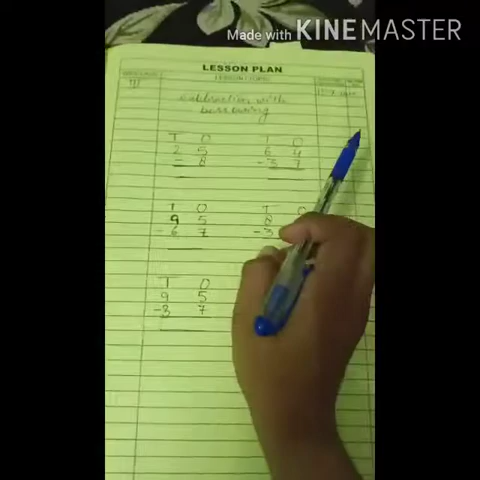 Made with KINEMASTER
LESSON PLAN
subtraction with
borrowing
T O T O
2 5 6 4
- 8 -3 7
T O T O
9 5 8
- 6 7 -3
T O
9 5
-3 7